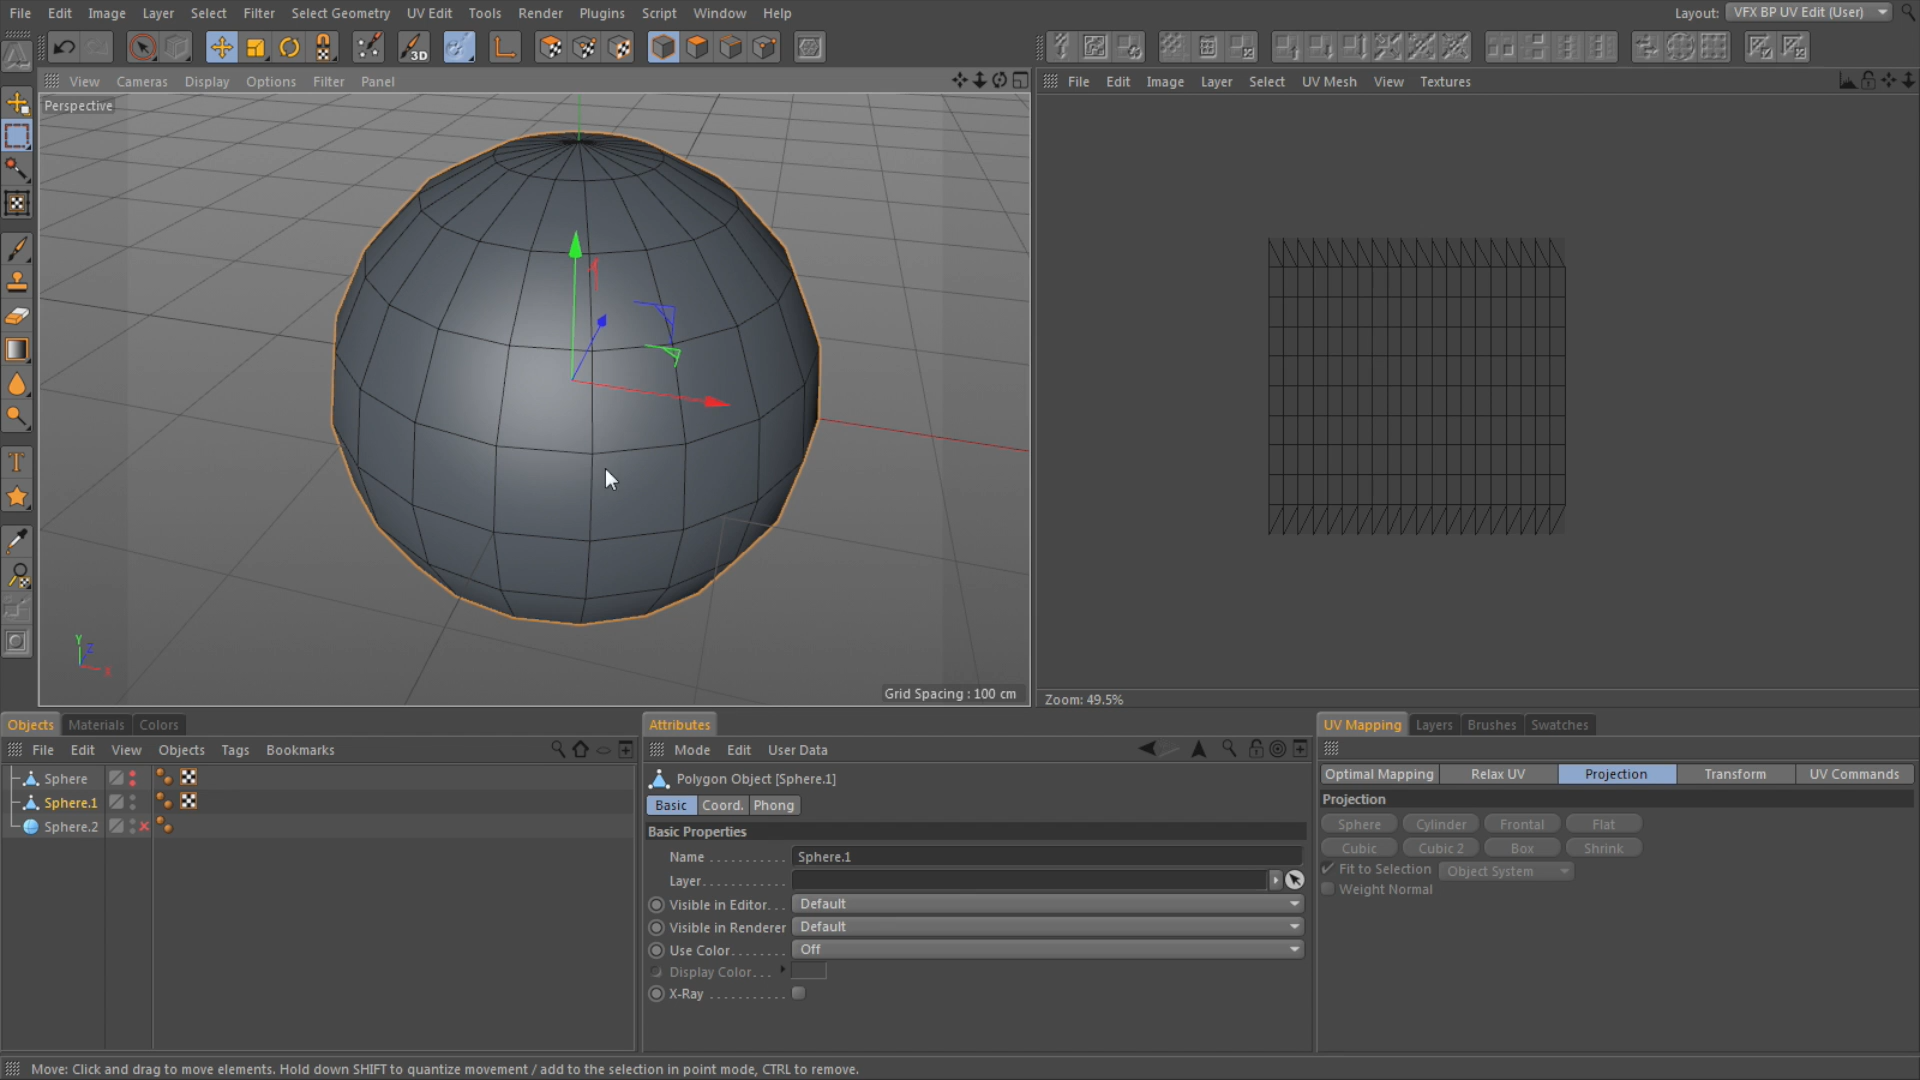 File Edit Image Layer Select Filter Select Geometry UV Edit Tools Render Plugins Script Window Help
Layout: VFX BP UV Edit (User)
3D
View Cameras Display Options Filter Panel
File Edit Image Layer Select UV Mesh View Textures
Perspective
Y
Z
X
Grid Spacing : 100 cm
Zoom: 49.5%
Objects Materials Colors
File Edit View Objects Tags Bookmarks
Sphere
Sphere.1
Sphere.2
Attributes
Mode Edit User Data
Polygon Object [Sphere.1]
Basic Coord. Phong
Basic Properties
Name . . . . . . . . . . . Sphere.1
Layer. . . . . . . . . . . .
Visible in Editor. . . Default
Visible in Renderer Default
Use Color. . . . . . . . Off
Display Color. . .
X-Ray . . . . . . . . . . .
UV Mapping Layers Brushes Swatches
Optimal Mapping Relax UV Projection Transform UV Commands
Projection
Sphere Cylinder Frontal Flat
Cubic Cubic 2 Box Shrink
Fit to Selection Object System
Weight Normal
Move: Click and drag to move elements. Hold down SHIFT to quantize movement / add to the selection in point mode, CTRL to remove.